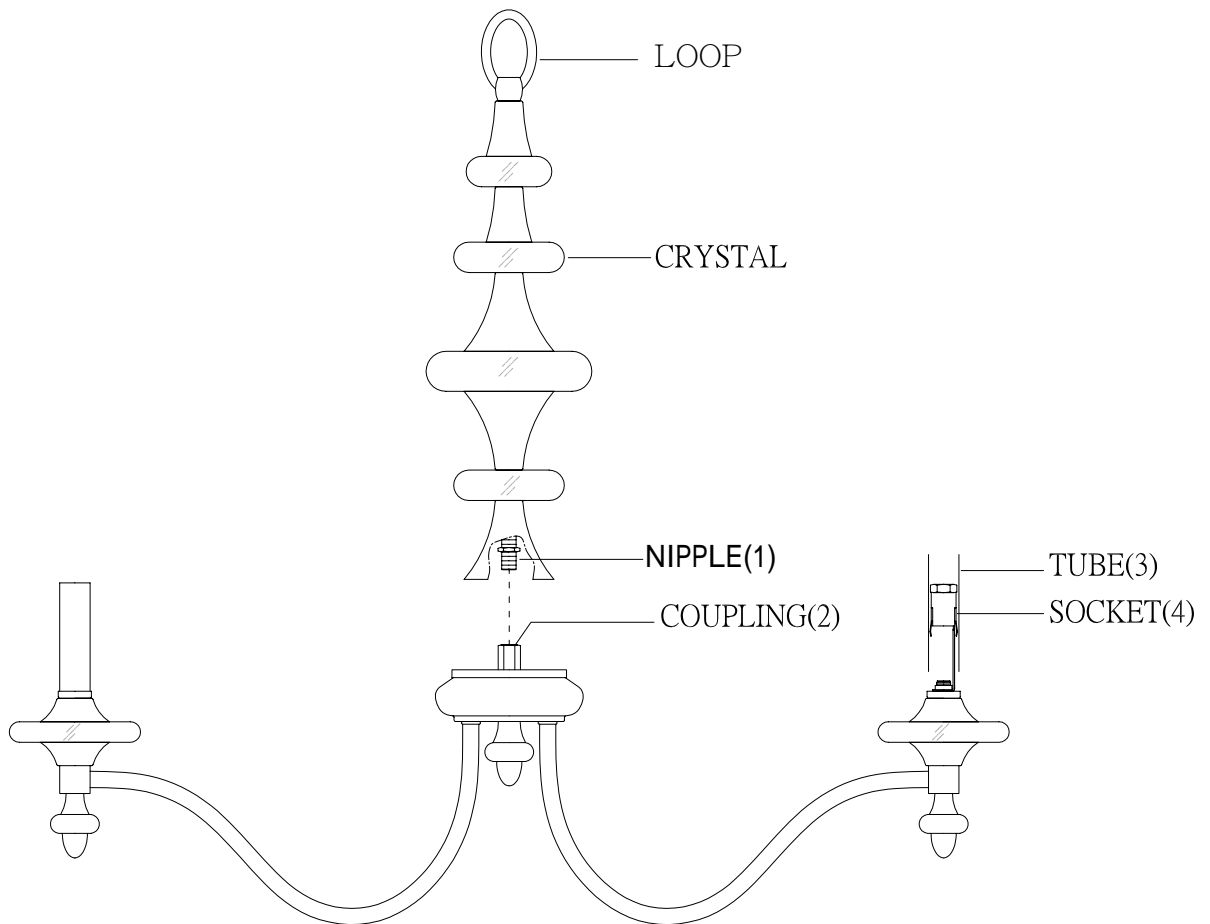 LOOP
CRYSTAL
NIPPLE(1)
TUBE(3)
COUPLING(2)
SOCKET(4)